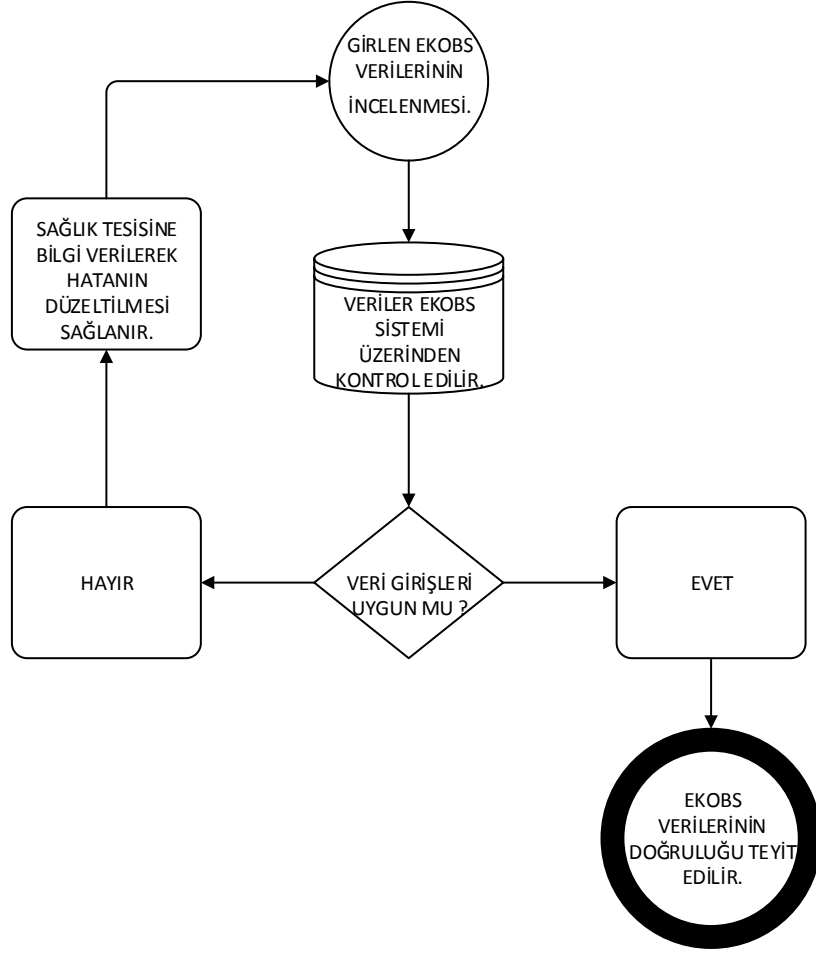 GİRLEN EKOBS
VERİLERİNİN
İNCELENMESİ.
SAĞLIK TESİSİNE
BİLGİ VERİLEREK
HATANIN
DÜZELTİLMESİ
SAĞLANIR.
VERİLER EKOBS
SİSTEMİ
ÜZERİNDEN
KONTROL EDİLİR.
HAYIR
VERİ GİRİŞLERİ
UYGUN MU ?
EVET
EKOBS
VERİLERİNİN
DOĞRULUĞU TEYİT
EDİLİR.